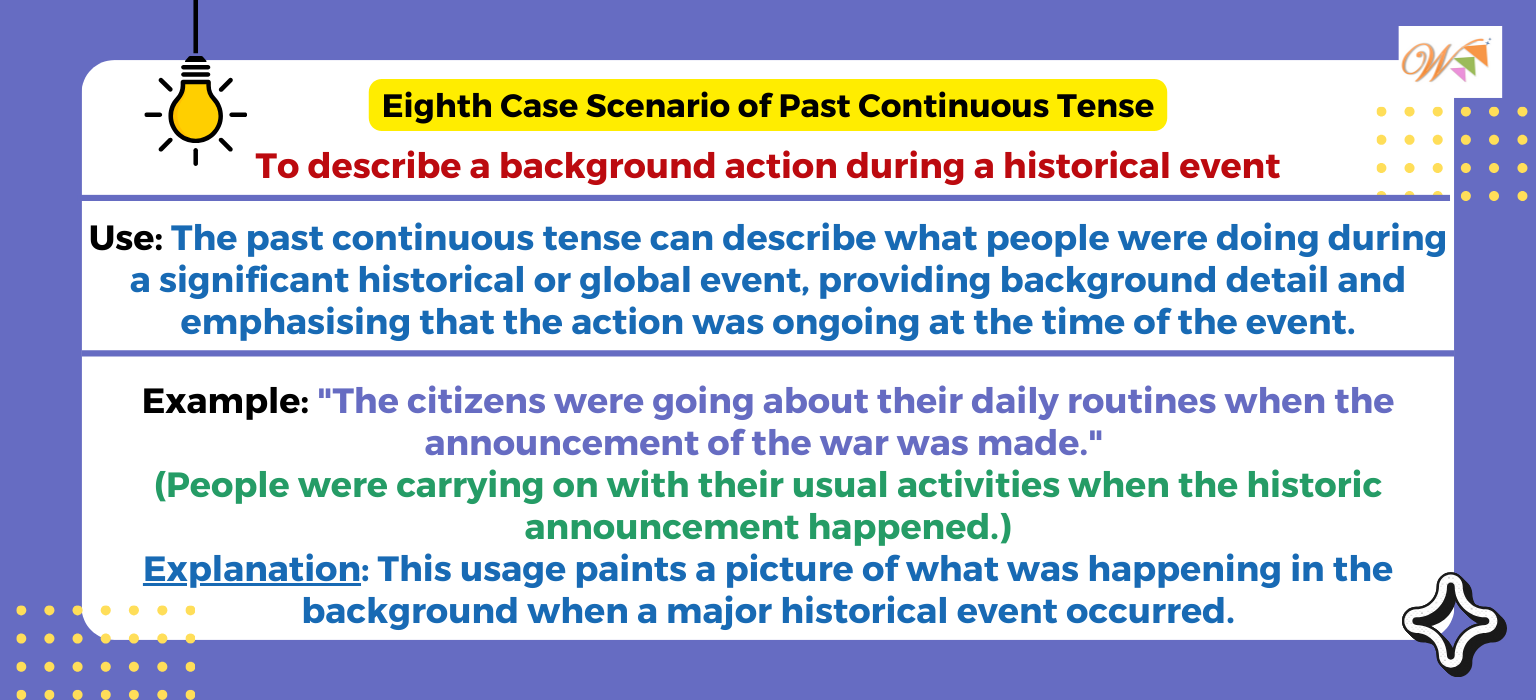 Eighth Case Scenario of Past Continuous Tense
To describe a background action during a historical event
Use: The past continuous tense can describe what people were doing during
a significant historical or global event, providing background detail and
emphasising that the action was ongoing at the time of the event.
Example: "The citizens were going about their daily routines when the
announcement of the war was made."
(People were carrying on with their usual activities when the historic
announcement happened.)
Explanation: This usage paints a picture of what was happening in the
background when a major historical event occurred.
W